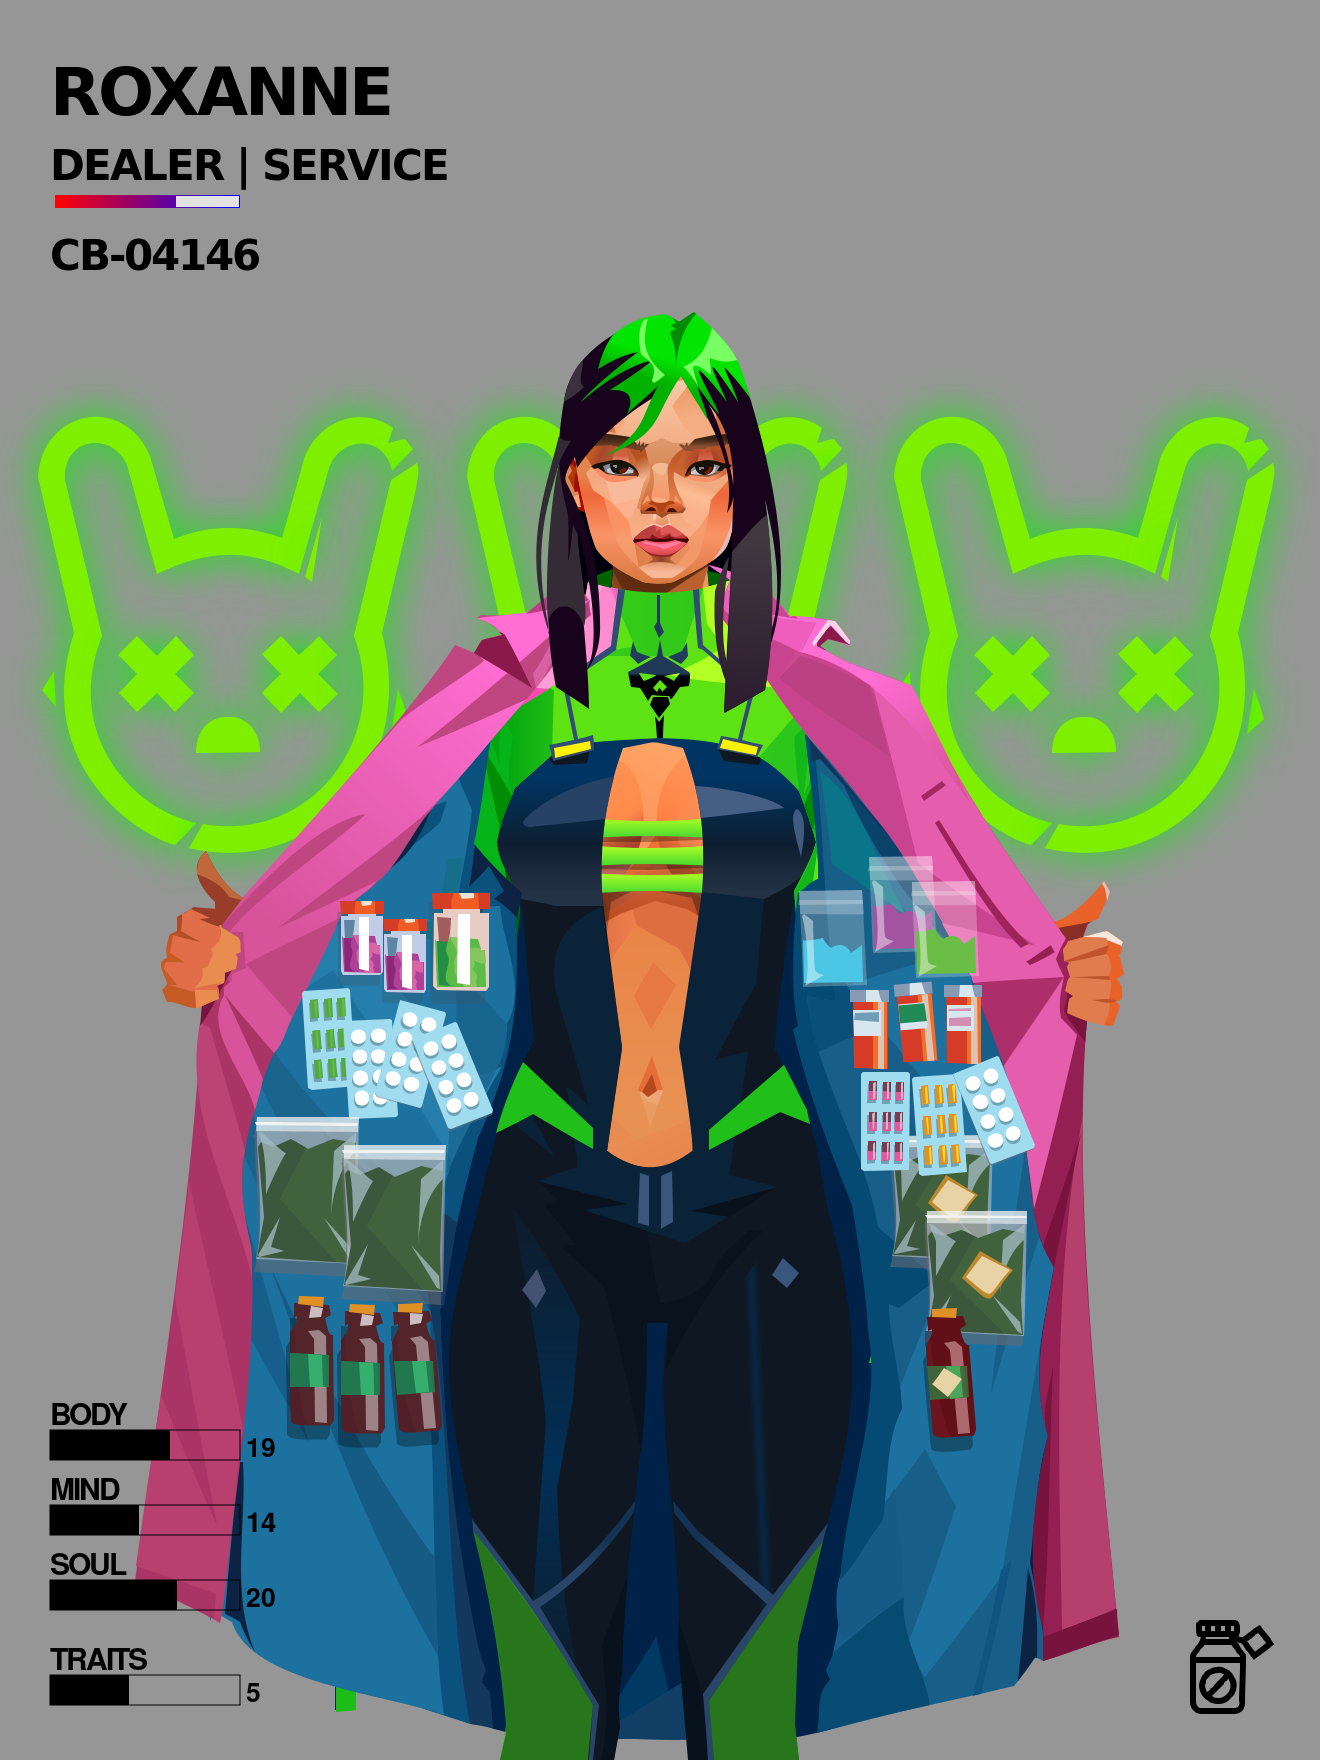 ROXANNE
DEALER | SERVICE
CB-04146
BODY
19
MIND
14
SOUL
20
TRAITS
5